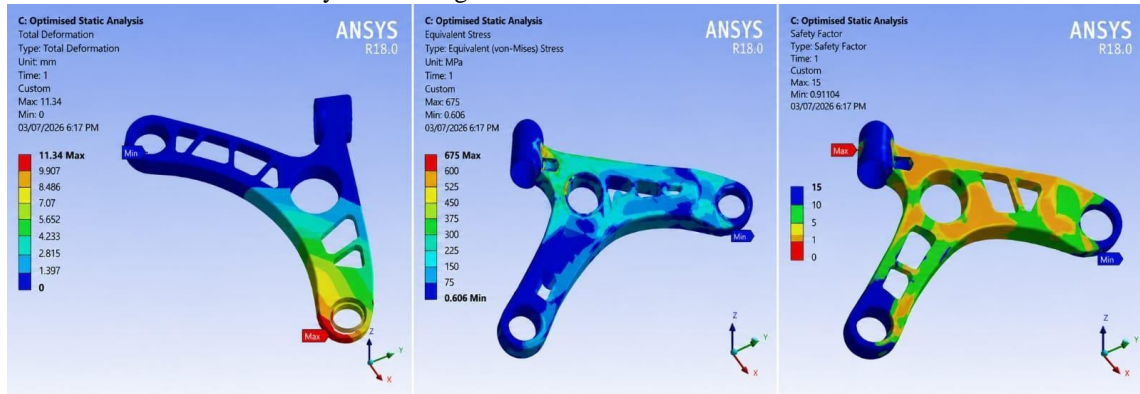 C: Optimised Static Analysis
Total Deformation
Type: Total Deformation
Unit: mm
Time: 1
Custom
Max: 11.34
Min: 0
03/07/2026 6:17 PM
ANSYS
R18.0
11.34 Max
9.907
8.486
7.07
5.652
4.233
2.815
1.397
0
Min
Max
Z
Y
X
C: Optimised Static Analysis
Equivalent Stress
Type: Equivalent (von-Mises) Stress
Unit: MPa
Time: 1
Custom
Max: 675
Min: 0.606
03/07/2026 6:17 PM
ANSYS
R18.0
675 Max
600
525
450
375
300
225
150
75
0.606 Min
Min
Z
Y
X
C: Optimised Static Analysis
Safety Factor
Type: Safety Factor
Time: 1
Custom
Max: 15
Min: 0.91104
03/07/2026 6:17 PM
ANSYS
R18.0
Max
15
10
5
1
0
Min
Z
Y
X